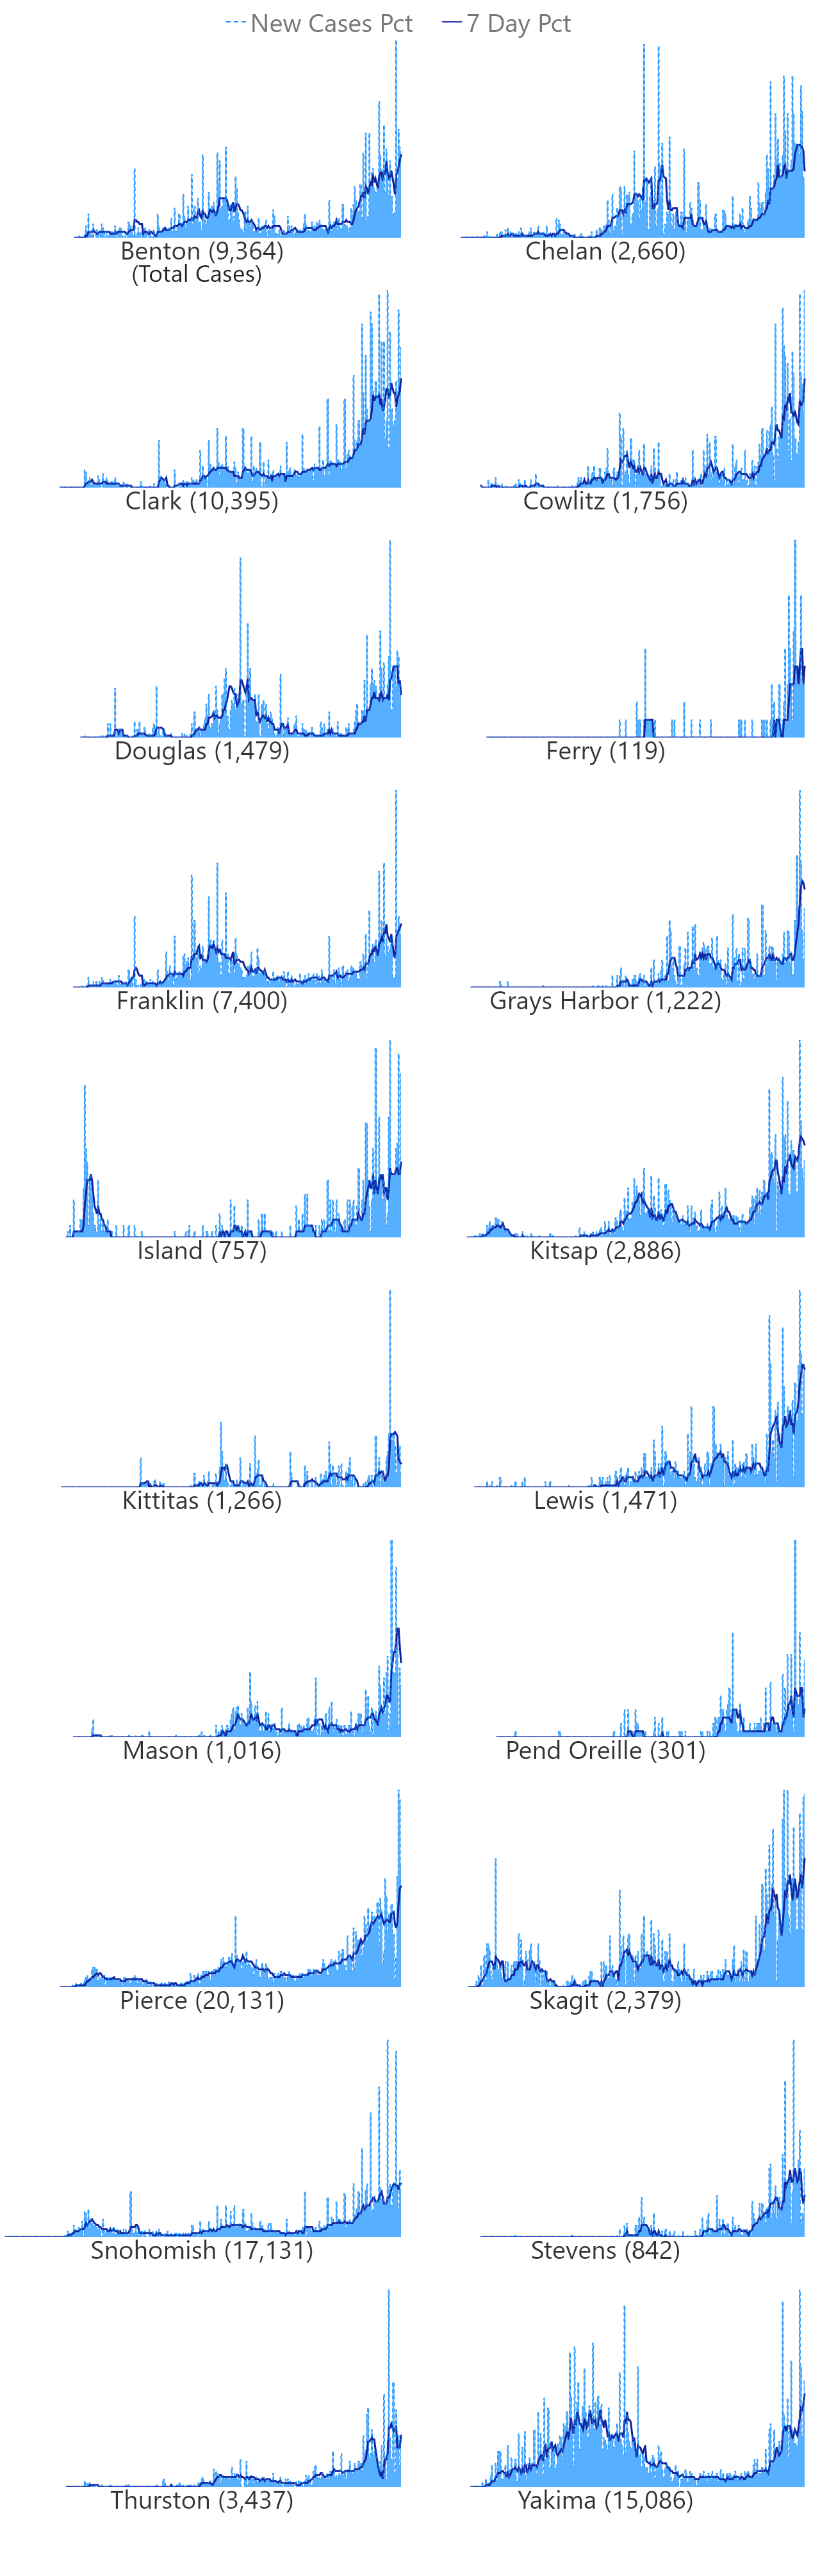 New Cases Pct 7 Day Pct
Benton (9,364) Chelan (2,660)
(Total Cases)
Clark (10,395) Cowlitz (1,756)
Douglas (1,479) Ferry (119)
Franklin (7,400) Grays Harbor (1,222)
Island (757) Kitsap (2,886)
Kittitas (1,266) Lewis (1,471)
Mason (1,016) Pend Oreille (301)
Pierce (20,131) Skagit (2,379)
Snohomish (17,131) Stevens (842)
Thurston (3,437) Yakima (15,086)